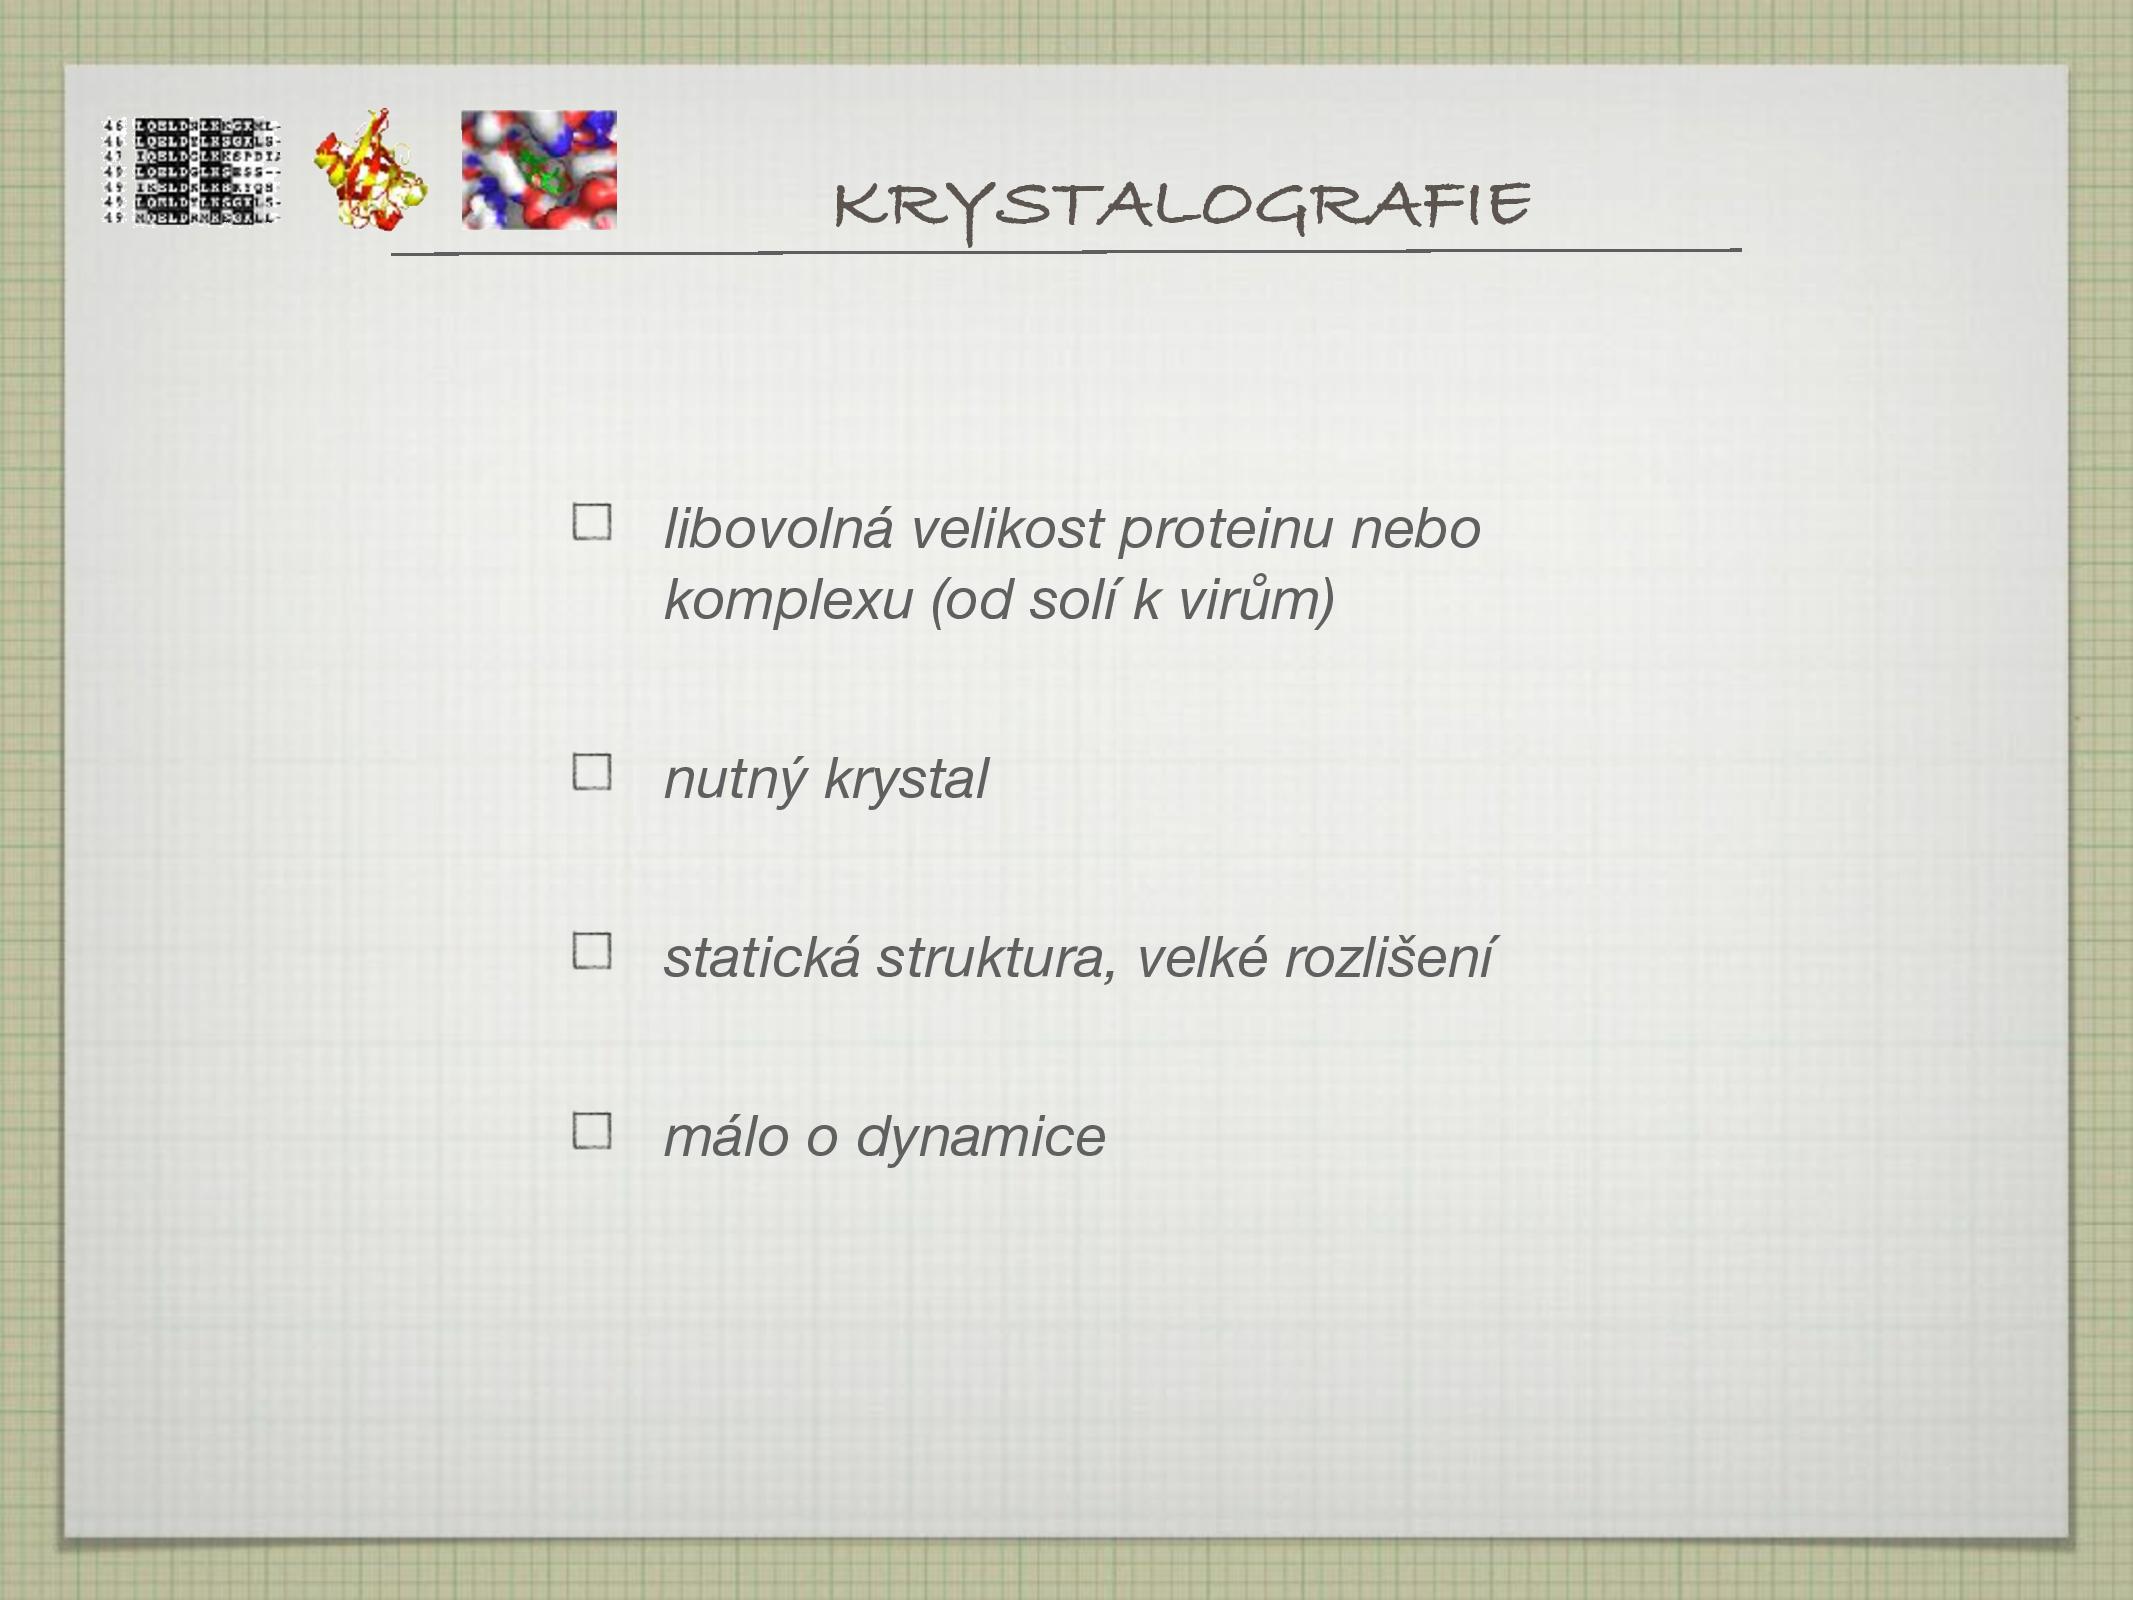 KRYSTALOGRAFIE
libovolná velikost proteinu nebo
komplexu (od solí k virům)
nutný krystal
statická struktura, velké rozlišení
málo o dynamice